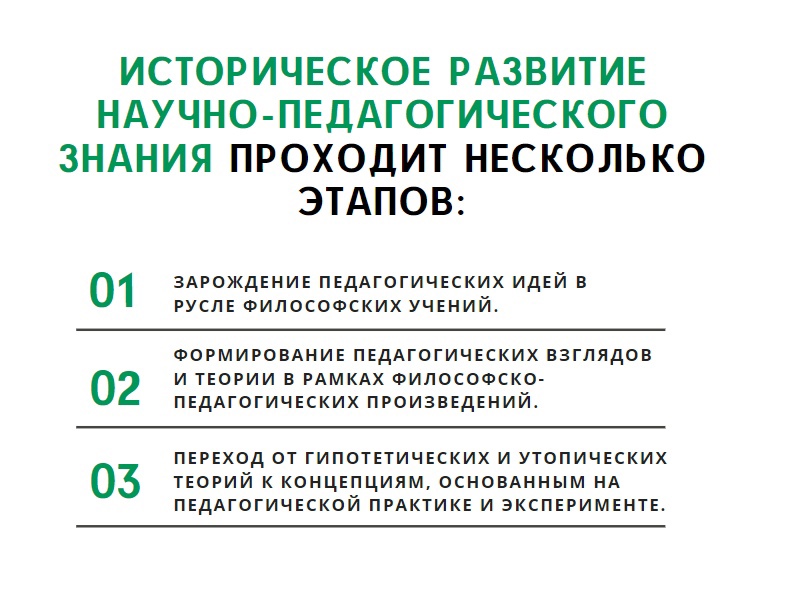 ИСТОРИЧЕСКОЕ РАЗВИТИЕ
НАУЧНО-ПЕДАГОГИЧЕСКОГО
ЗНАНИЯ ПРОХОДИТ НЕСКОЛЬКО
ЭТАПОВ:
01
ЗАРОЖДЕНИЕ ПЕДАГОГИЧЕСКИХ ИДЕЙ В
РУСЛЕ ФИЛОСОФСКИХ УЧЕНИЙ.
02
ФОРМИРОВАНИЕ ПЕДАГОГИЧЕСКИХ ВЗГЛЯДОВ
И ТЕОРИИ В РАМКАХ ФИЛОСОФСКО-
ПЕДАГОГИЧЕСКИХ ПРОИЗВЕДЕНИЙ.
03
ПЕРЕХОД ОТ ГИПОТЕТИЧЕСКИХ И УТОПИЧЕСКИХ
ТЕОРИЙ К КОНЦЕПЦИЯМ, ОСНОВАННЫМ НА
ПЕДАГОГИЧЕСКОЙ ПРАКТИКЕ И ЭКСПЕРИМЕНТЕ.